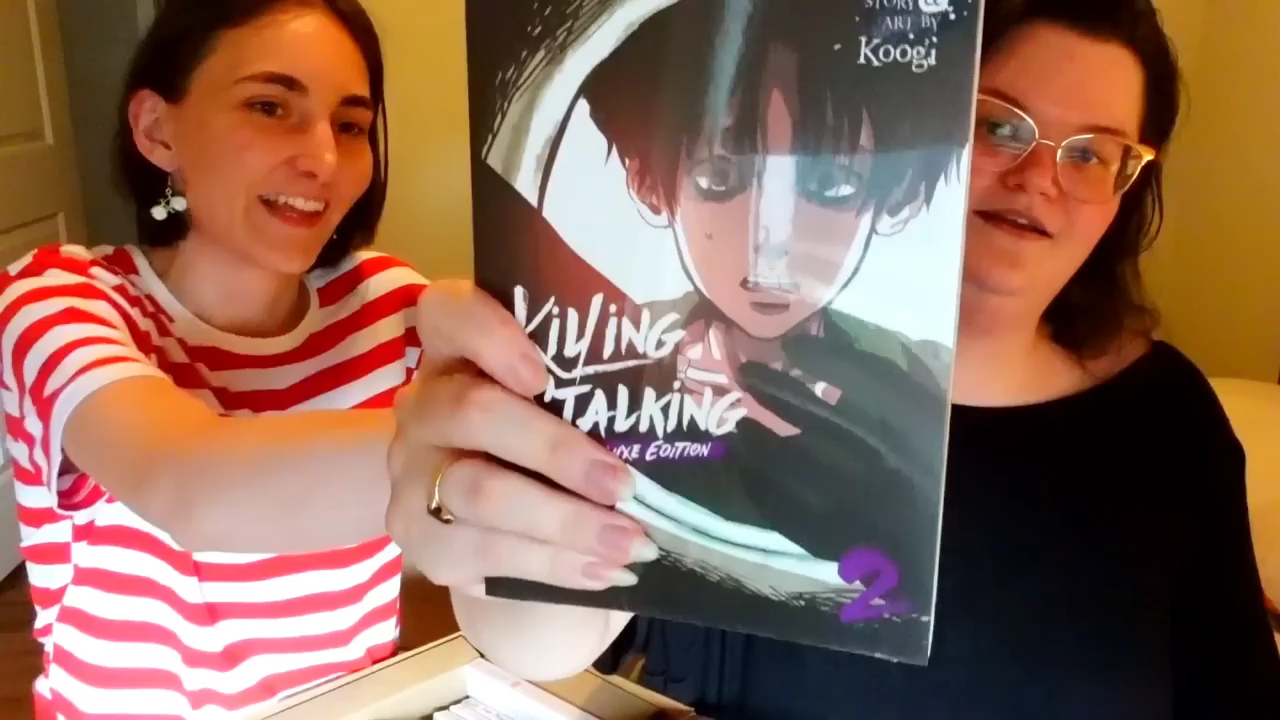 STORY &
ART BY
Koogi
KillING
STALKING
DELUXE EDITION
2